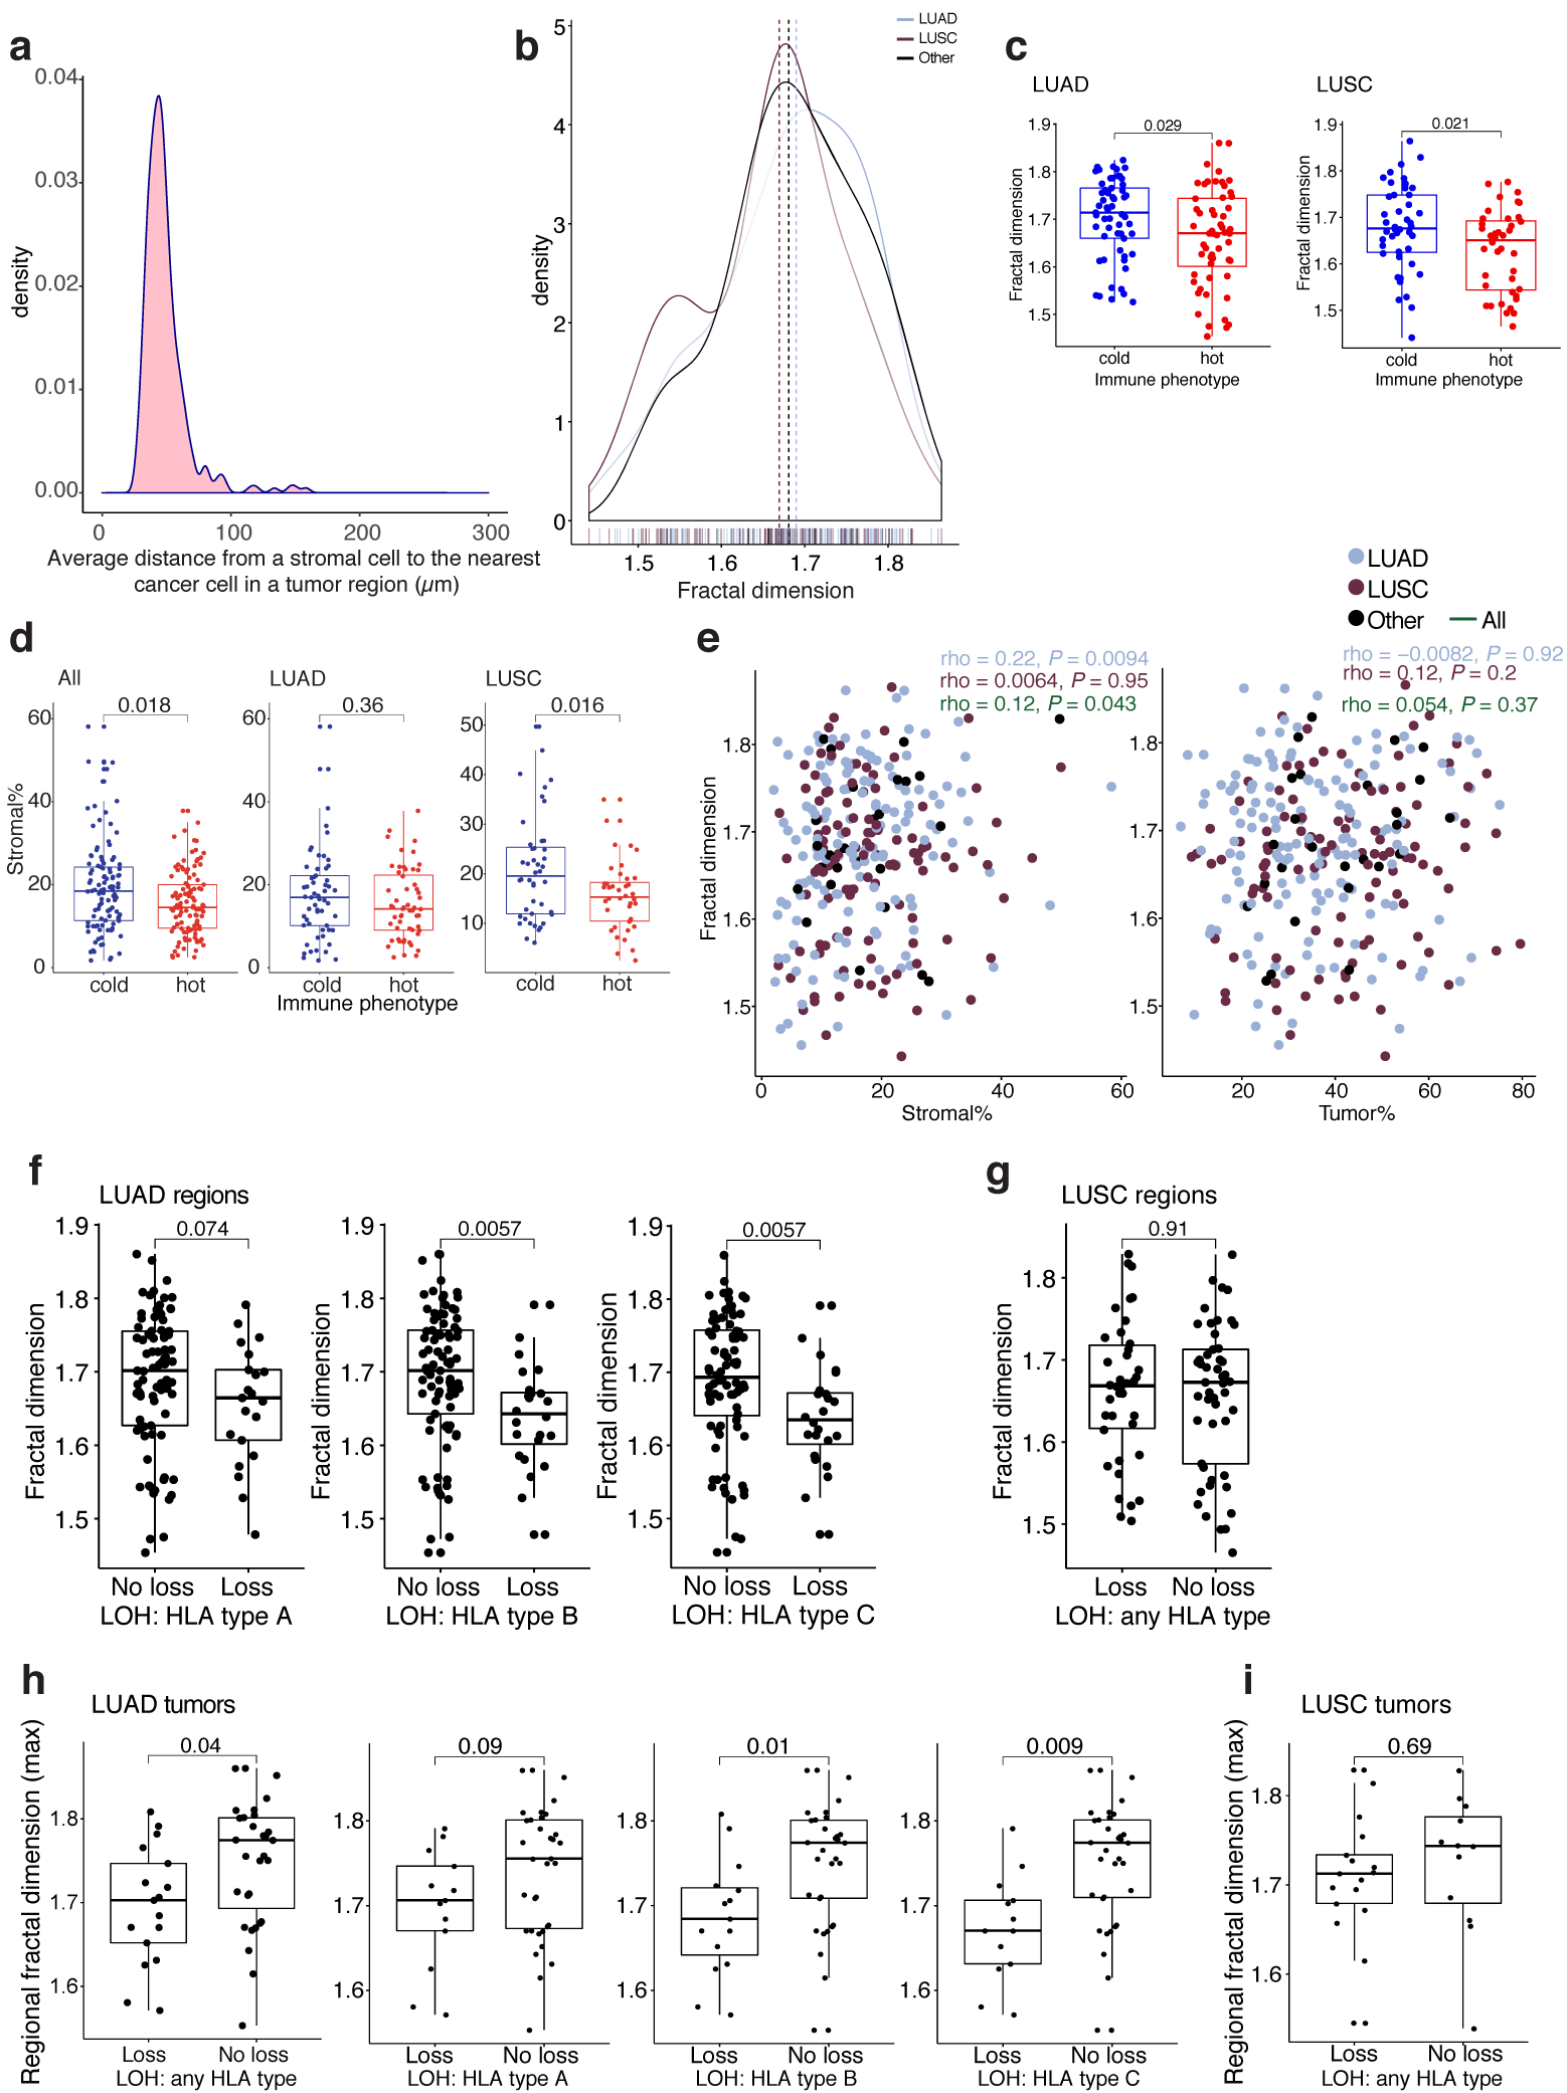 a
0.04
0.03
0.02
0.01
0.00
density
0 100 200 300
Average distance from a stromal cell to the nearest
cancer cell in a tumor region (µm)
b
LUAD
LUSC
Other
5
4
3
2
1
0
density
1.5 1.6 1.7 1.8
Fractal dimension
c
LUAD
0.029
1.9
1.8
1.7
1.6
1.5
Fractal dimension
cold hot
Immune phenotype
LUSC
0.021
1.9
1.8
1.7
1.6
1.5
Fractal dimension
cold hot
Immune phenotype
d
All
0.018
60
40
20
0
Stromal%
cold hot
LUAD
0.36
60
40
20
0
cold hot
LUSC
0.016
50
40
30
20
10
cold hot
Immune phenotype
e
LUAD
LUSC
Other All
rho = 0.22, P = 0.0094
rho = 0.0064, P = 0.95
rho = 0.12, P = 0.043
1.8
1.7
1.6
1.5
Fractal dimension
0 20 40 60
Stromal%
rho = −0.0082, P = 0.92
rho = 0.12, P = 0.2
rho = 0.054, P = 0.37
1.8
1.7
1.6
1.5
20 40 60 80
Tumor%
f
LUAD regions
0.074
1.9
1.8
1.7
1.6
1.5
Fractal dimension
No loss Loss
LOH: HLA type A
0.0057
1.9
1.8
1.7
1.6
1.5
Fractal dimension
No loss Loss
LOH: HLA type B
0.0057
1.9
1.8
1.7
1.6
1.5
Fractal dimension
No loss Loss
LOH: HLA type C
g
LUSC regions
0.91
1.8
1.7
1.6
1.5
Fractal dimension
Loss No loss
LOH: any HLA type
h
LUAD tumors
0.04
1.8
1.7
1.6
Regional fractal dimension (max)
Loss No loss
LOH: any HLA type
0.09
1.8
1.7
1.6
Loss No loss
LOH: HLA type A
0.01
1.8
1.7
1.6
Loss No loss
LOH: HLA type B
0.009
1.8
1.7
1.6
Loss No loss
LOH: HLA type C
i
LUSC tumors
0.69
1.8
1.7
1.6
Regional fractal dimension (max)
Loss No loss
LOH: any HLA type